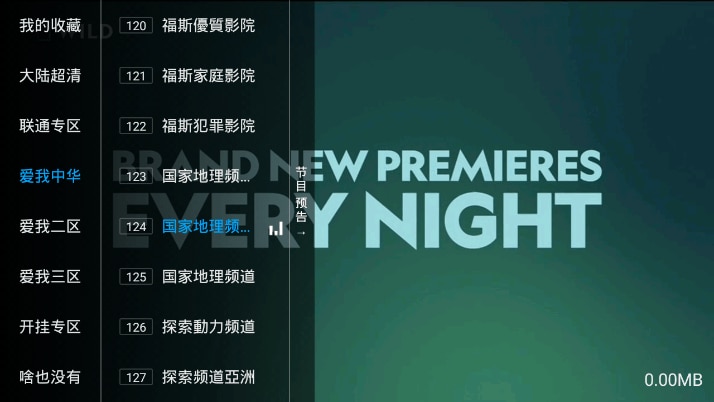 我的收藏
大陆超清
联通专区
爱我中华
爱我二区
爱我三区
开挂专区
啥也没有
120 福斯優質影院
121 福斯家庭影院
122 福斯犯罪影院
123 国家地理频...
124 国家地理频...
125 国家地理频道
126 探索動力频道
127 探索频道亞洲
节目预告→
BRAND NEW PREMIERES
EVERY NIGHT
0.00MB